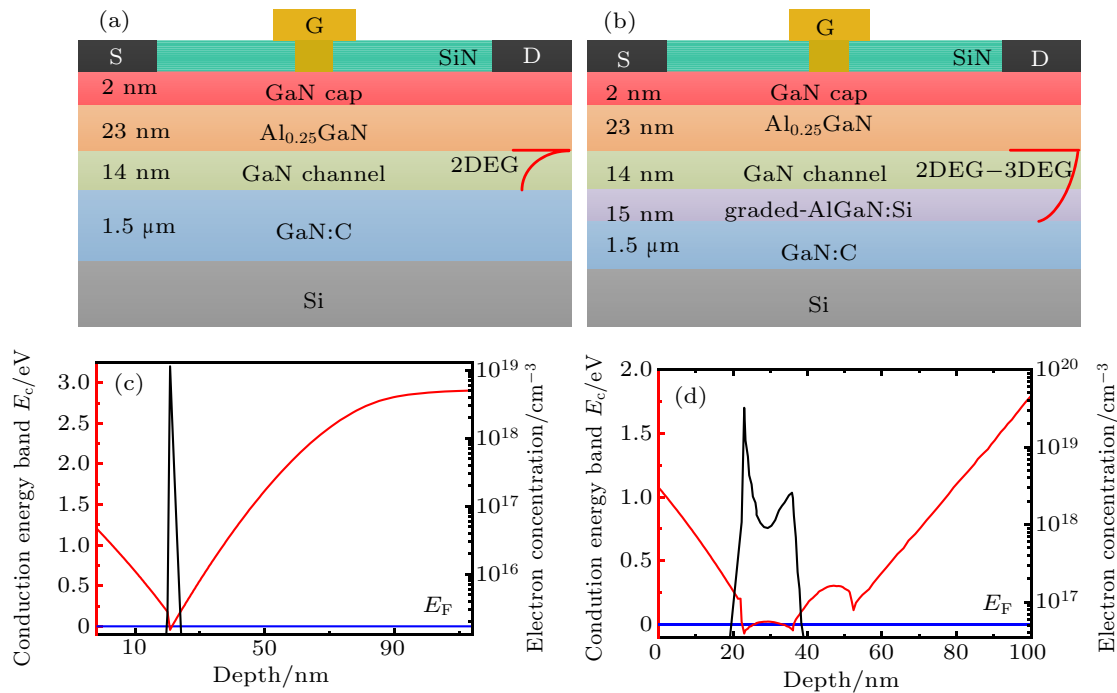 (a)
G
S
SiN
D
2 nm
GaN cap
23 nm
Al0.25GaN
14 nm
GaN channel
2DEG
1.5 µm
GaN:C
Si
(b)
G
S
SiN
D
2 nm
GaN cap
23 nm
Al0.25GaN
14 nm
GaN channel
2DEG−3DEG
15 nm
graded-AlGaN:Si
1.5 µm
GaN:C
Si
(c)
Conduction energy band Ec/eV
3.0
2.5
2.0
1.5
1.0
0.5
0
10
50
90
Depth/nm
EF
10^19
10^18
10^17
10^16
Electron concentration/cm−3
(d)
Condution energy band Ec/eV
2.0
1.5
1.0
0.5
0
0
20
40
60
80
100
Depth/nm
EF
10^20
10^19
10^18
10^17
Electron concentration/cm−3